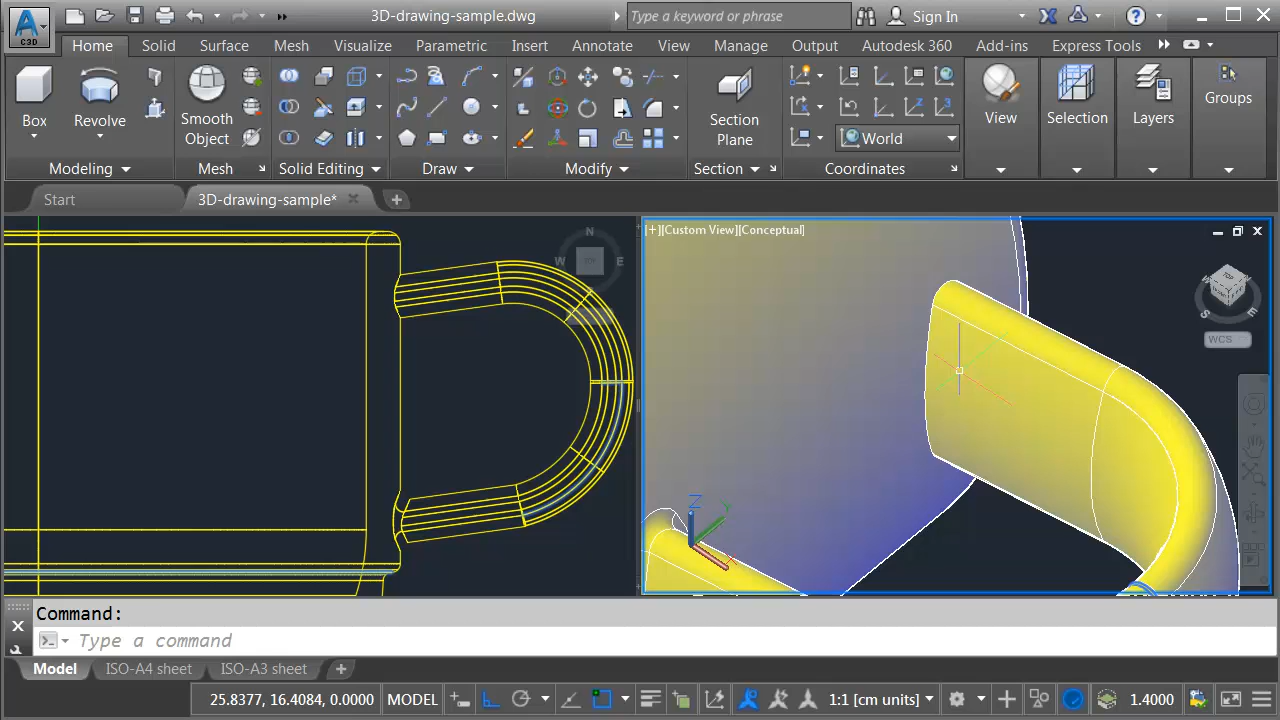 3D-drawing-sample.dwg
Type a keyword or phrase
Sign In
C3D
Home Solid Surface Mesh Visualize Parametric Insert Annotate View Manage Output Autodesk 360 Add-ins Express Tools
Box
Revolve
Smooth
Object
Section
Plane
World
View
Selection
Layers
Groups
Modeling
Mesh
Solid Editing
Draw
Modify
Section
Coordinates
Start
3D-drawing-sample*
N
W
TOP
E
[+][Custom View][Conceptual]
S
E
WCS
Z
Y
X
Command:
Type a command
Model
ISO-A4 sheet
ISO-A3 sheet
25.8377, 16.4084, 0.0000
MODEL
1:1 [cm units]
1.4000